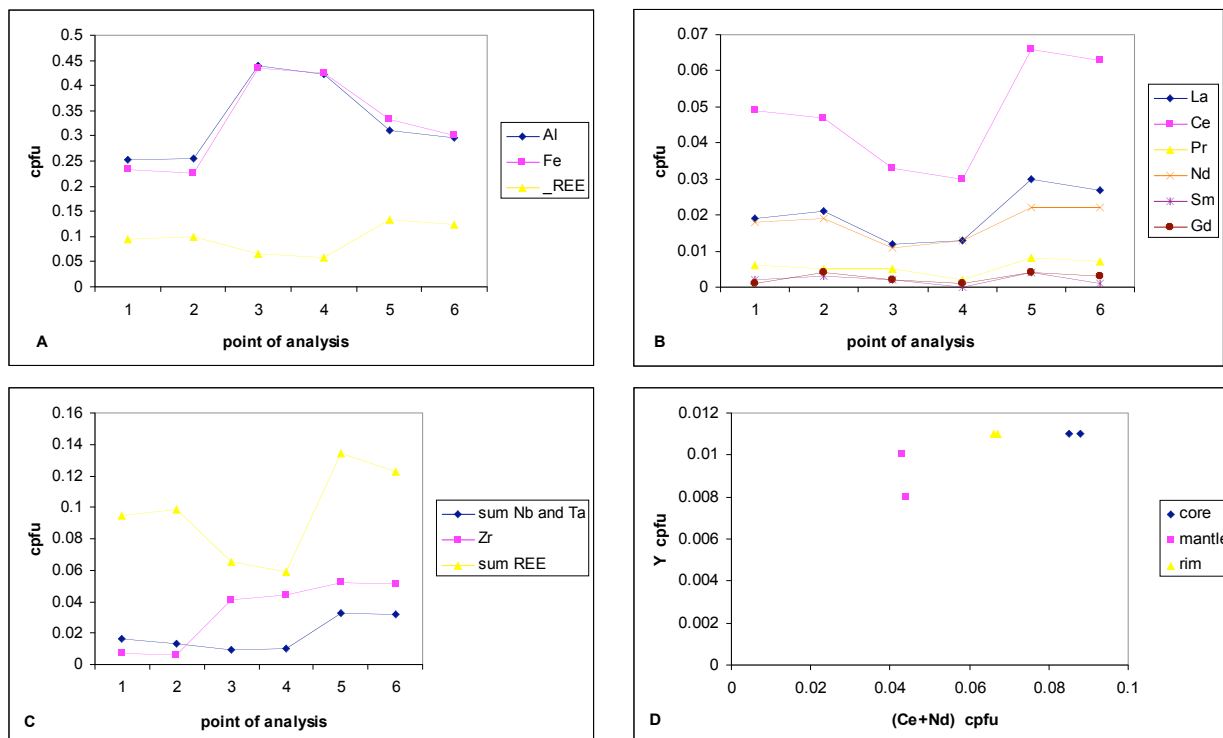 0.5
0.45
0.4
0.35
0.3
0.25
0.2
0.15
0.1
0.05
0
cpfu
1 2 3 4 5 6
point of analysis
A
Al
Fe
_REE
0.07
0.06
0.05
0.04
0.03
0.02
0.01
0
cpfu
1 2 3 4 5 6
point of analysis
B
La
Ce
Pr
Nd
Sm
Gd
0.16
0.14
0.12
0.1
0.08
0.06
0.04
0.02
0
cpfu
1 2 3 4 5 6
point of analysis
C
sum Nb and Ta
Zr
sum REE
0.012
0.01
0.008
0.006
0.004
0.002
0
Y cpfu
0 0.02 0.04 0.06 0.08 0.1
(Ce+Nd) cpfu
D
core
mantle
rim